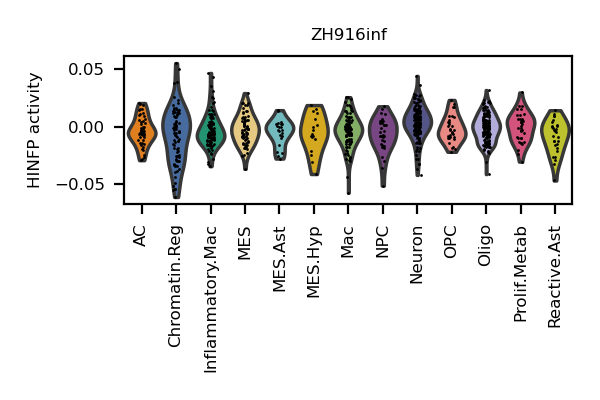 ZH916inf
HINFP activity
0.05
0.00
−0.05
AC
Chromatin.Reg
Inflammatory.Mac
MES
MES.Ast
MES.Hyp
Mac
NPC
Neuron
OPC
Oligo
Prolif.Metab
Reactive.Ast